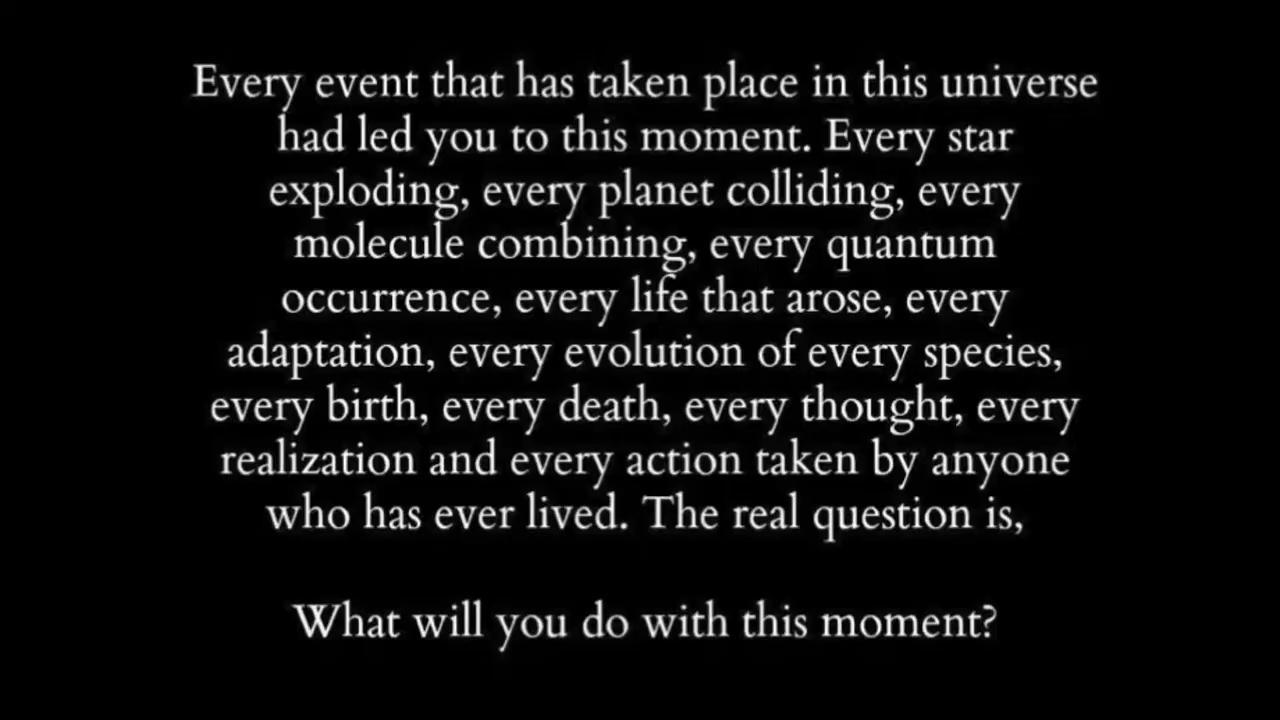 Every event that has taken place in this universe
had led you to this moment. Every star
exploding, every planet colliding, every
molecule combining, every quantum
occurrence, every life that arose, every
adaptation, every evolution of every species,
every birth, every death, every thought, every
realization and every action taken by anyone
who has ever lived. The real question is,
What will you do with this moment?